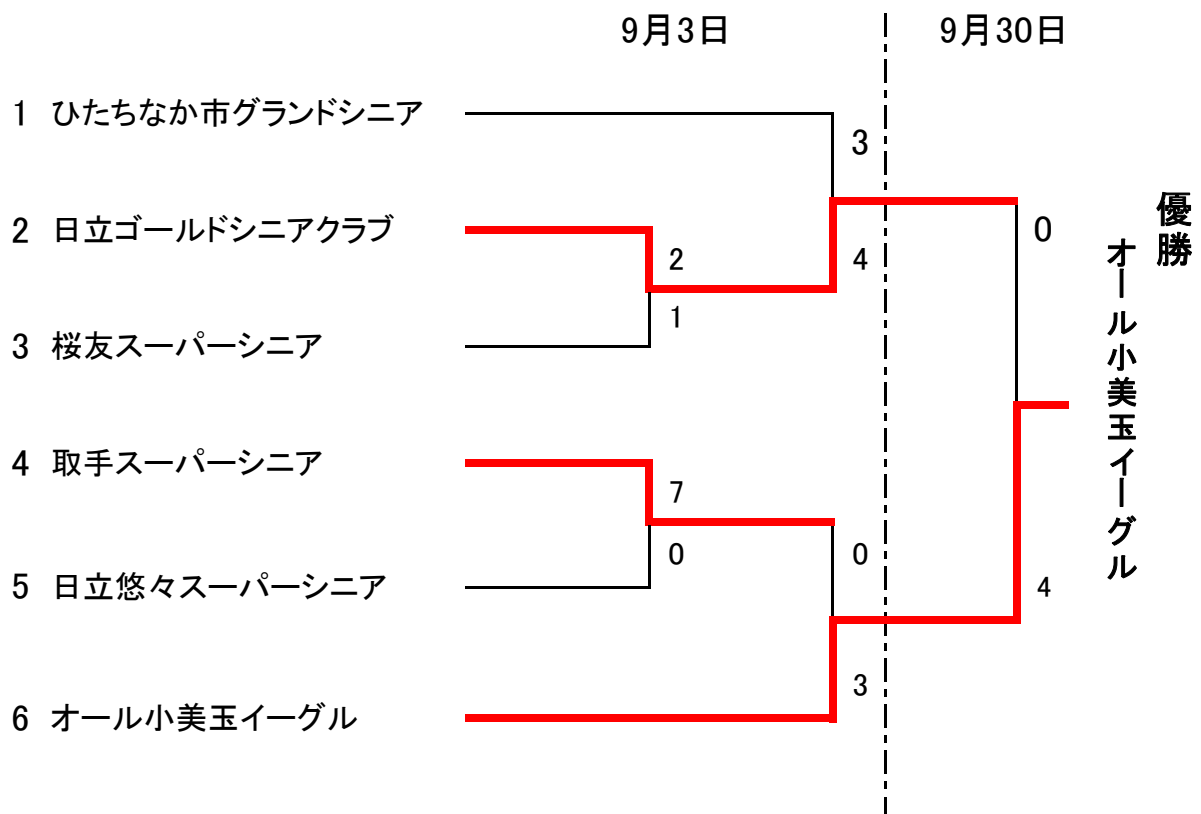 9月3日
9月30日
1 ひたちなか市グランドシニア
3
2 日立ゴールドシニアクラブ
2
4
0
1
3 桜友スーパーシニア
4 取手スーパーシニア
7
0
0
5 日立悠々スーパーシニア
4
3
6 オール小美玉イーグル
優勝
オール小美玉イーグル